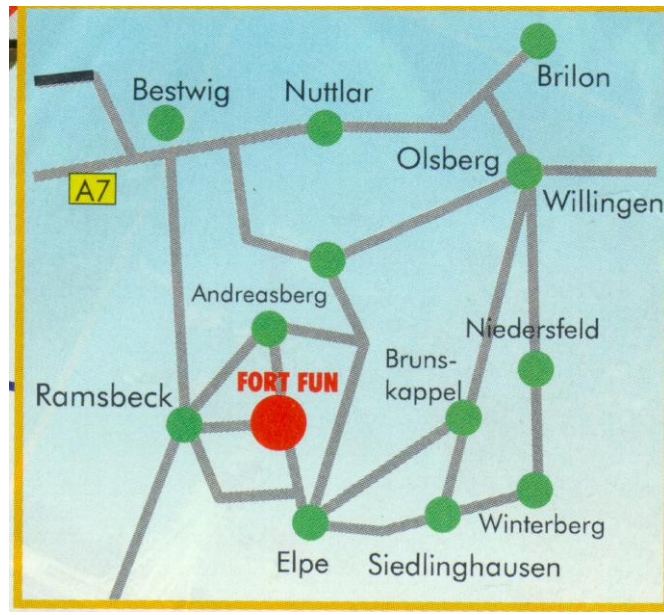 Brilon
Bestwig
Nuttlar
Olsberg
A7
Willingen
Andreasberg
Niedersfeld
FORT FUN
Bruns-
kappel
Ramsbeck
Winterberg
Elpe
Siedlinghausen